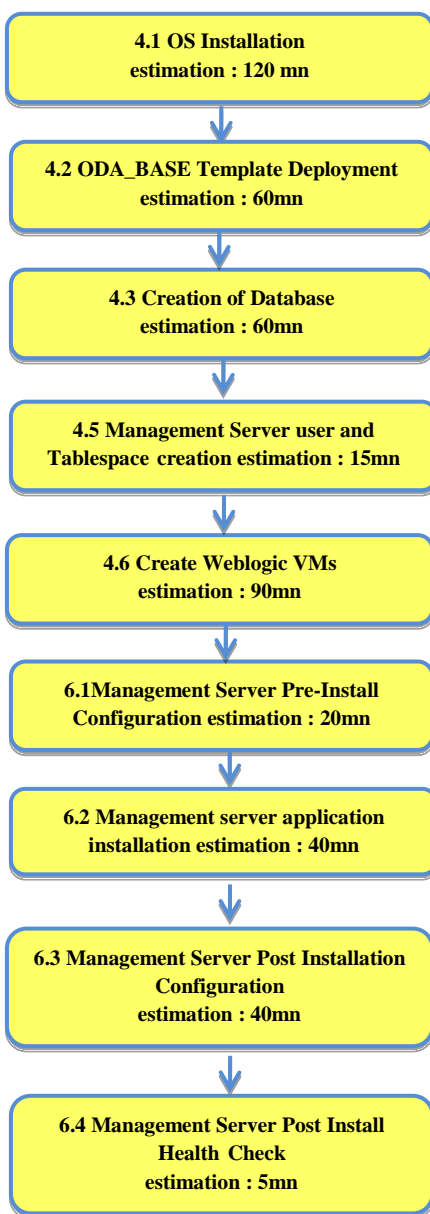 4.1 OS Installation
estimation : 120 mn
4.2 ODA_BASE Template Deployment
estimation : 60mn
4.3 Creation of Database
estimation : 60mn
4.5 Management Server user and
Tablespace creation estimation : 15mn
4.6 Create Weblogic VMs
estimation : 90mn
6.1Management Server Pre-Install
Configuration estimation : 20mn
6.2 Management server application
installation estimation : 40mn
6.3 Management Server Post Installation
Configuration
estimation : 40mn
6.4 Management Server Post Install
Health Check
estimation : 5mn